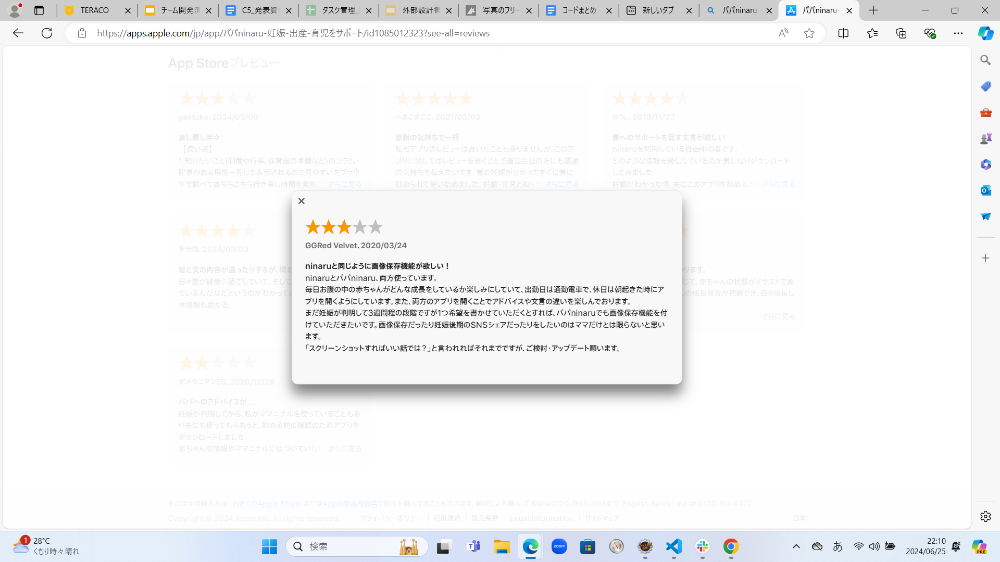 TERACO
チーム開発演
C5_発表資料
タスク管理_
外部設計書
写真のフリー
コードまとめ -
新しいタブ
パパninaru
パパninaru-
https://apps.apple.com/jp/app/パパninaru-妊娠-出産-育児をサポート/id1085012323?see-all=reviews
App Storeプレビュー
yaetaka、2024/05/06
良し悪し半々
【良い点】
1.知りたいこと(制度や行事、保育園の準備など)のコラム・
記事がある程度一覧して表示されるので見やすいをブラウ
ザで調べてあちらこちら行き来し時間を無駄に さらに見る
へまこまここ、2021/03/03
感謝の気持ちで一杯
私もアプリのレビューは書いたこともありませんが、このア
プリに関してはレビューを書くことで運営会社の方にも感謝
の気持ちを伝えたいです。妻の妊娠が分かってすぐに妻に
勧められて使い始めました。妊娠・育児と知らな さらに見る
@%:、2019/11/23
妻へのサポートを促す文言が欲しい
ninaruを利用している妊娠中の者です。
どのような情報を発信しているのか気になりダウンロード
してみました。
妊娠がわかった頃、夫にこのアプリを勧めると さらに見る
多分雨、2024/03/03
絵と文の内容が違ったりするが、概ね
日々妻が健康に過ごしていて、そして
ているんだなだというのがわかって
休情報も助かる。
ります。
じて、赤ちゃんの状態がイラストで表
の成長具合が把握でき、日々成長し
さらに見る
GGRed Velvet、2020/03/24
ninaruと同じように画像保存機能が欲しい！
ninaruとパパninaru、両方使っています。
毎日お腹の中の赤ちゃんがどんな成長をしているか楽しみにしていて、出勤日は通勤電車で、休日は朝起きた時にア
プリを開くようにしています。また、両方のアプリを開くことでアドバイスや文言の違いを楽しんでおります。
まだ妊娠が判明して3週間程の段階ですが1つ希望を書かせていただくとすれば、パパninaruでも画像保存機能を付
けていただきたいです。画像保存だったり妊娠後期のSNSシェアだったりをしたいのはママだけとは限らないと思い
ます。
「スクリーンショットすればいい話では？」と言われればそれまでですが、ご検討・アップデート願います。
ポメラニアン55、2020/12/29
パパへのアドバイスが…
妊娠が判明してから、私がママニナルを使っていることもあ
り夫にも使ってもらおうと、勧める前に確認のためアプリを
ダウンロードしました。
赤ちゃんの情報やママニナルにはついていない さらに見る
そのほかの購入方法：お近くのApple Store、またはApple製品取扱店で製品を購入することもできます。電話による購入、ご相談は0120-993-993まで。English Sales Line at 0120-99-4477.
Copyright © 2024 Apple Inc. All rights reserved. プライバシーポリシー 利用規約 販売条件 Legal Information サイトマップ 日本
1
28°C
くもり時々晴れ
検索
zoom
あ
22:10
2024/06/25
PRE